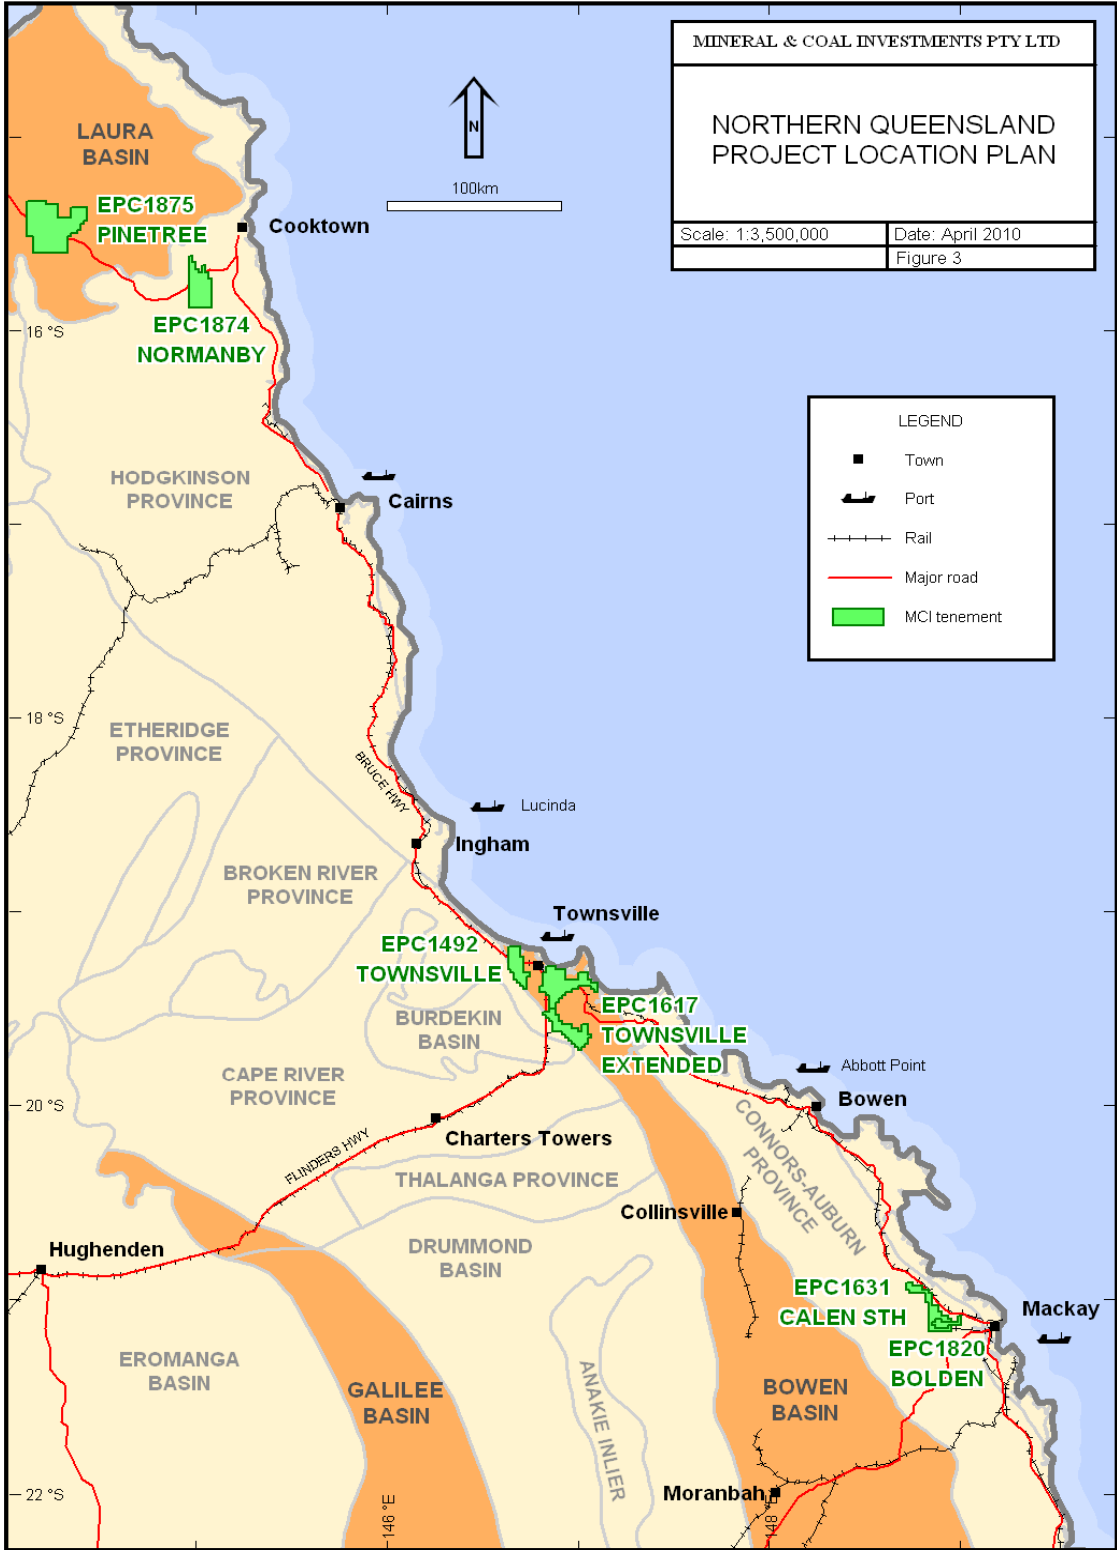 MINERAL & COAL INVESTMENTS PTY LTD
NORTHERN QUEENSLAND
PROJECT LOCATION PLAN
Scale: 1:3,500,000
Date: April 2010
Figure 3
N
100km
LAURA
BASIN
EPC1875
PINETREE
Cooktown
EPC1874
NORMANBY
16 °S
LEGEND
Town
Port
Rail
Major road
MCI tenement
HODGKINSON
PROVINCE
Cairns
18 °S
ETHERIDGE
PROVINCE
BRUCE HWY
Lucinda
Ingham
BROKEN RIVER
PROVINCE
Townsville
EPC1492
TOWNSVILLE
EPC1617
TOWNSVILLE
EXTENDED
BURDEKIN
BASIN
Abbott Point
Bowen
CAPE RIVER
PROVINCE
20 °S
Charters Towers
CONNORS-AUBURN
PROVINCE
FLINDERS HWY
THALANGA PROVINCE
Collinsville
DRUMMOND
BASIN
Hughenden
EPC1631
CALEN STH
Mackay
EPC1820
BOLDEN
EROMANGA
BASIN
GALILEE
BASIN
ANAKIE INLIER
BOWEN
BASIN
Moranbah
22 °S
146 °E
148 °E